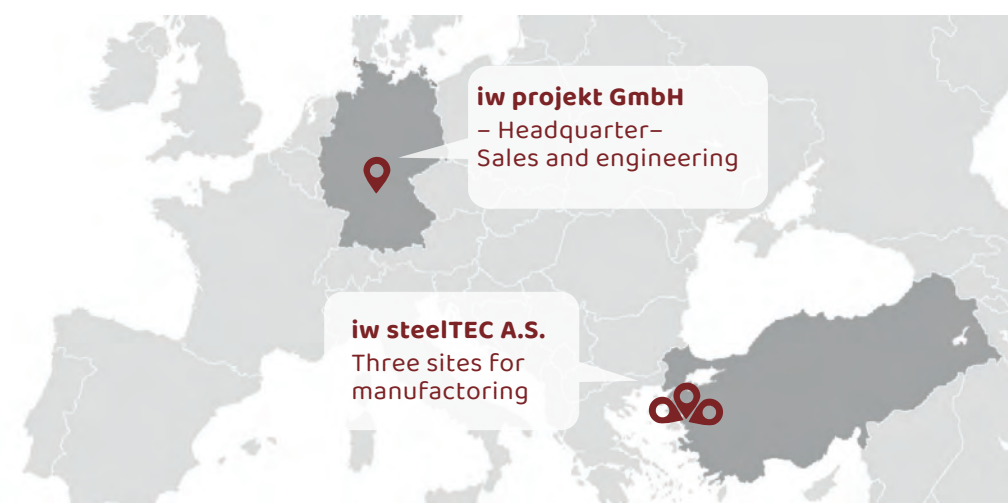 iw projekt GmbH
– Headquarter–
Sales and engineering
iw steelTEC A.S.
Three sites for
manufactoring